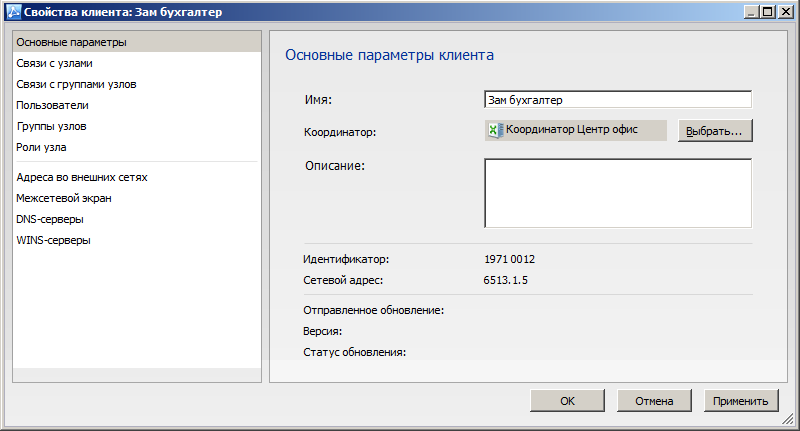 Свойства клиента: Зам бухгалтер
Основные параметры
Связи с узлами
Связи с группами узлов
Пользователи
Группы узлов
Роли узла
Адреса во внешних сетях
Межсетевой экран
DNS-серверы
WINS-серверы
Основные параметры клиента
Имя: Зам бухгалтер
Координатор: Координатор Центр офис Выбрать...
Описание:
Идентификатор: 1971 0012
Сетевой адрес: 6513.1.5
Отправленное обновление:
Версия:
Статус обновления:
ОК Отмена Применить